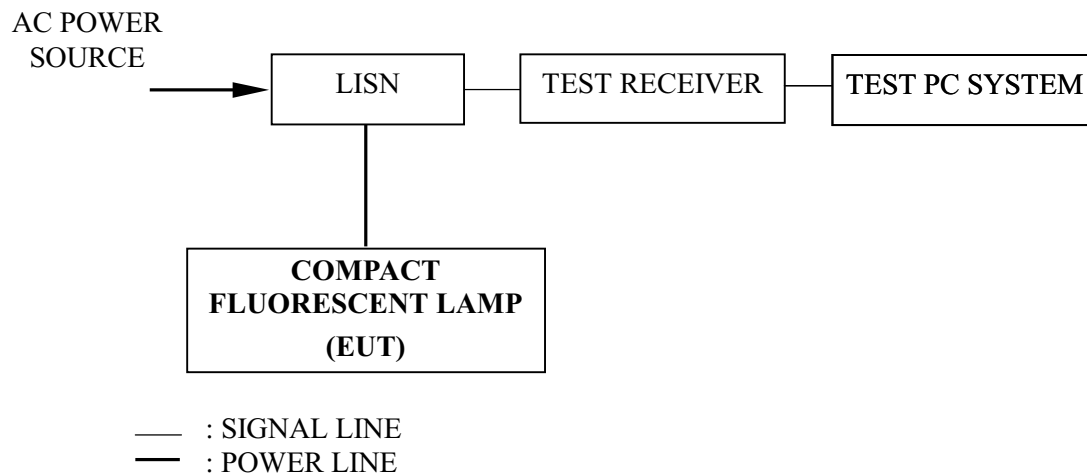 AC POWER
SOURCE
LISN
TEST RECEIVER
TEST PC SYSTEM
COMPACT
FLUORESCENT LAMP
(EUT)
: SIGNAL LINE
: POWER LINE